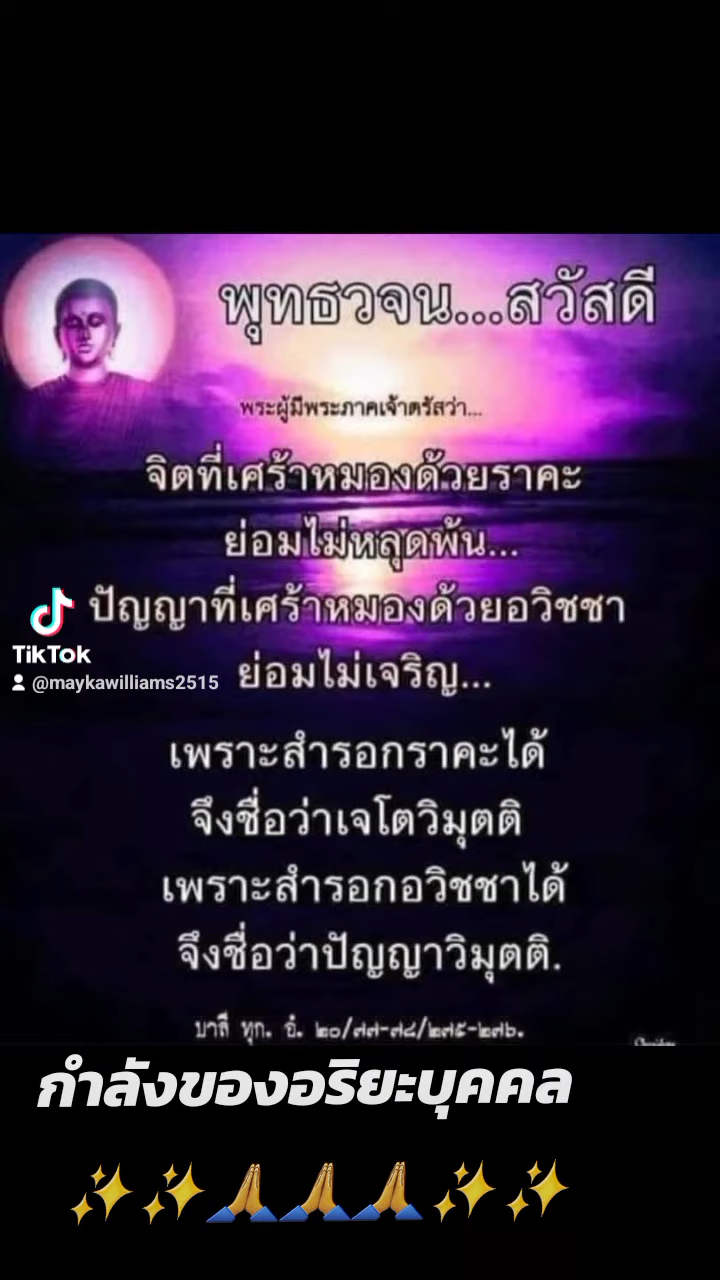 พุทธวจน...สวัสดี
พระผู้มีพระภาคเจ้าตรัสว่า...
จิตที่เศร้าหมองด้วยราคะ
ย่อมไม่หลุดพ้น...
ปัญญาที่เศร้าหมองด้วยอวิชชา
ย่อมไม่เจริญ...
TikTok
@maykawilliams2515
เพราะสำรอกราคะได้
จึงชื่อว่าเจโตวิมุตติ
เพราะสำรอกอวิชชาได้
จึงชื่อว่าปัญญาวิมุตติ.
บาลี ทุก. อํ. ๒๐/๗๗-๗๘/๒๗๕-๒๗๖.
กำลังของอริยะบุคคล
✨✨🙏🙏🙏✨✨